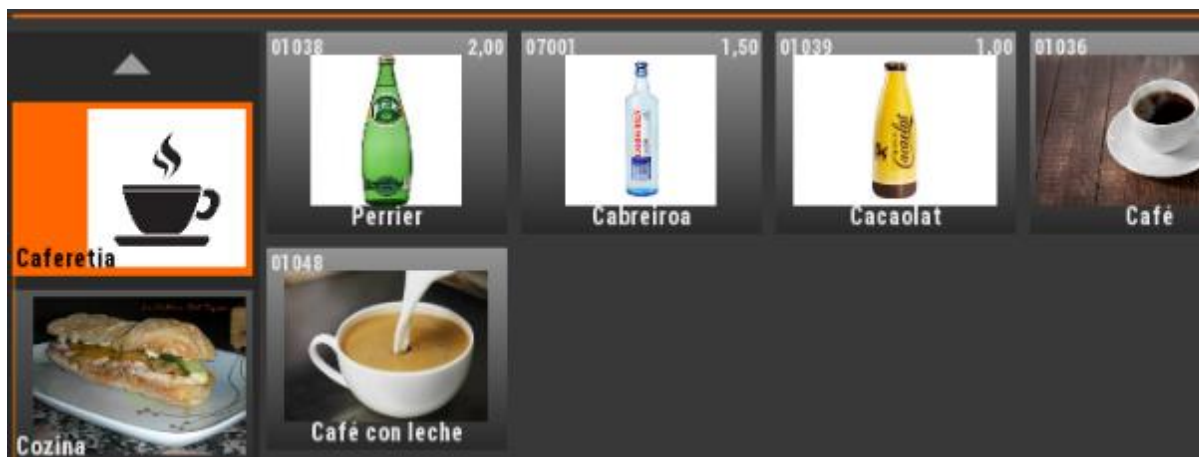 01038 2,00
Perrier
07001 1,50
Cabreiroa
01039 1,00
Cacaolat
Cacaolat
01036
Café
Caferetia
01048
Café con leche
Cozina